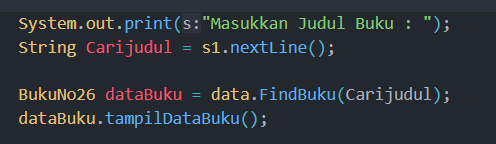 System.out.print(s:"Masukkan Judul Buku : ");
String Carijudul = s1.nextLine();
BukuNo26 dataBuku = data.FindBuku(Carijudul);
dataBuku.tampilDataBuku();